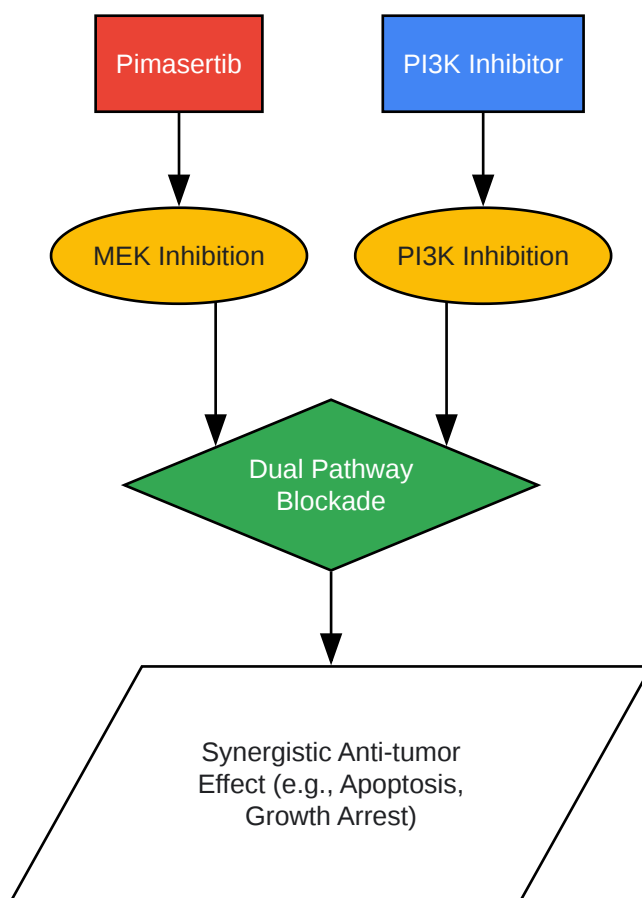 Pimasertib
PI3K Inhibitor
MEK Inhibition
PI3K Inhibition
Dual Pathway
Blockade
Synergistic Anti-tumor
Effect (e.g., Apoptosis,
Growth Arrest)